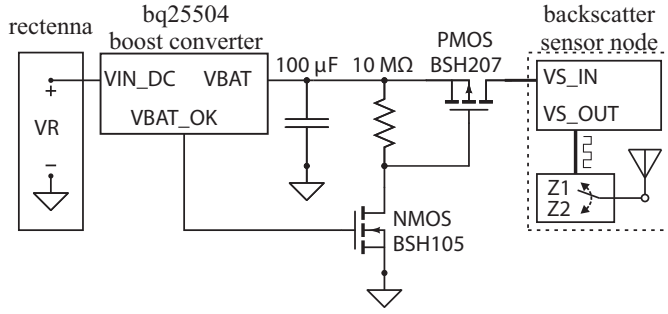 bq25504
boost converter
rectenna
backscatter
sensor node
PMOS
BSH207
100 µF
10 MΩ
VIN_DC
VBAT
VBAT_OK
+
VR
−
VS_IN
VS_OUT
Z1
Z2
NMOS
BSH105